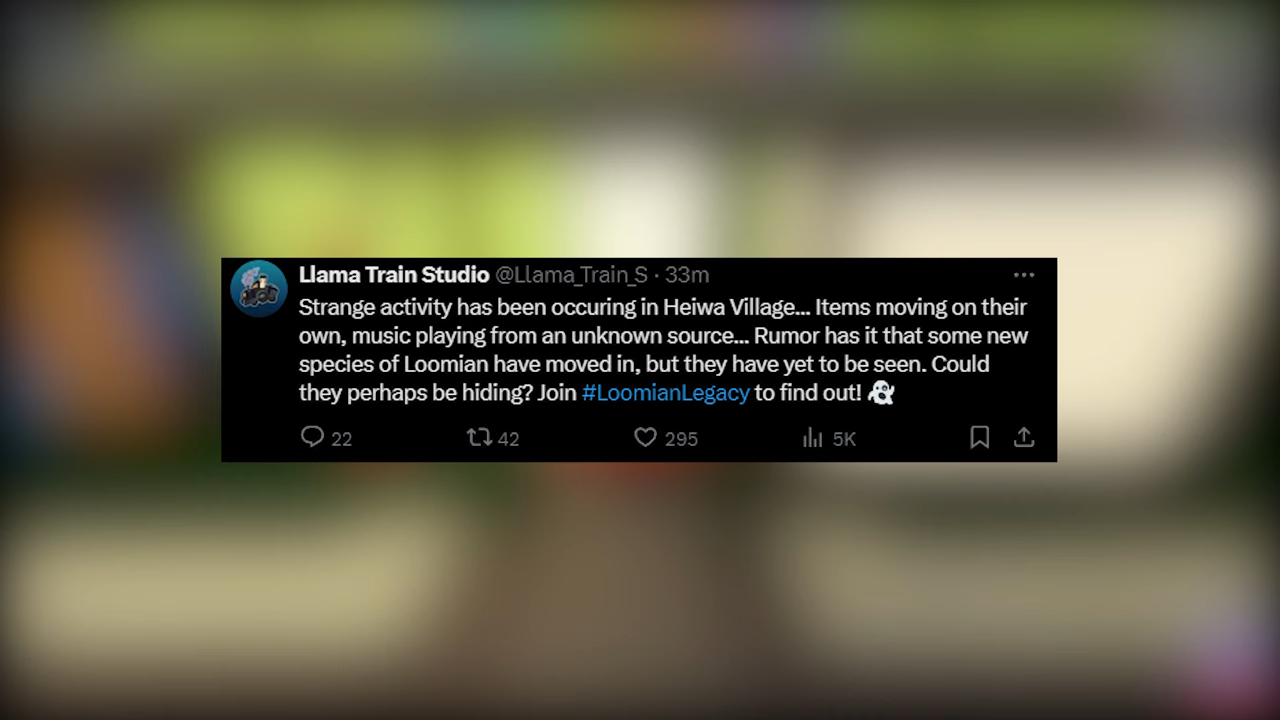 Llama Train Studio @Llama_Train_S · 33m
Strange activity has been occuring in Heiwa Village... Items moving on their
own, music playing from an unknown source... Rumor has it that some new
species of Loomian have moved in, but they have yet to be seen. Could
they perhaps be hiding? Join #LoomianLegacy to find out! 👻
22 42 295 5K